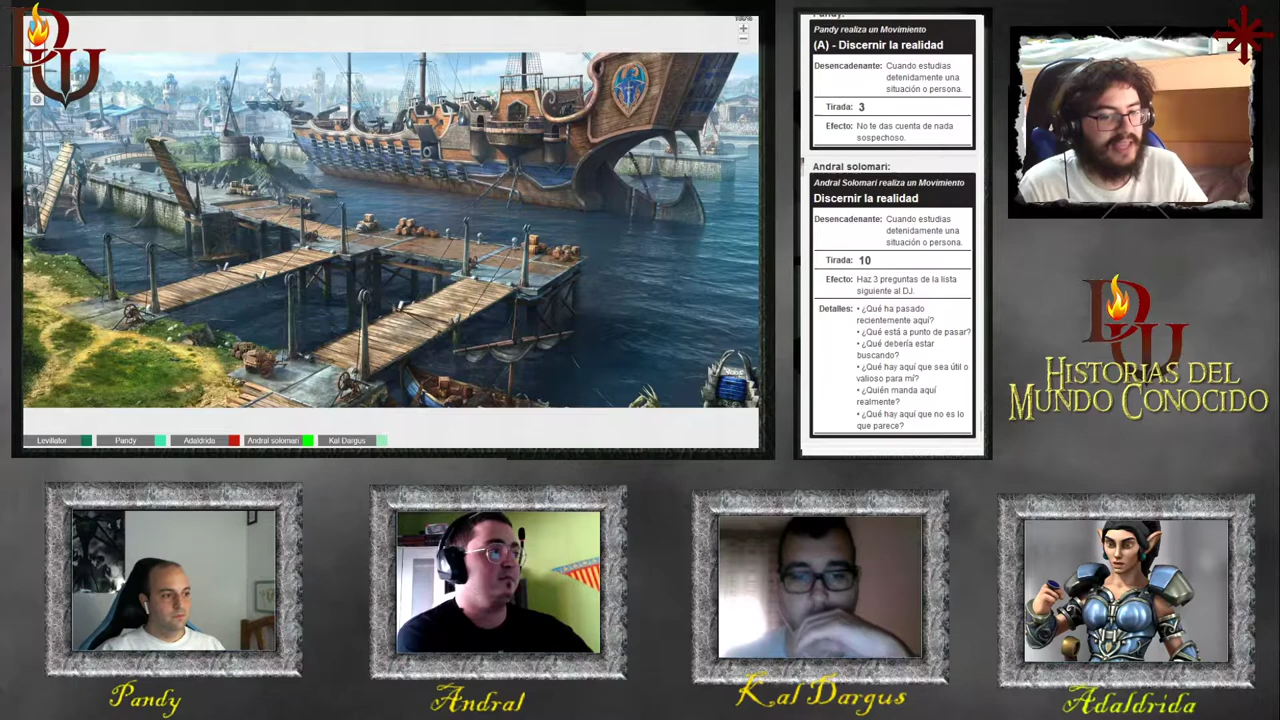 DU
100%
Pandy:
Pandy realiza un Movimiento
(A) - Discernir la realidad
Desencadenante: Cuando estudias
detenidamente una
situación o persona.
Tirada: 3
Efecto: No te das cuenta de nada
sospechoso.
Andral solomari:
Andral Solomari realiza un Movimiento
Discernir la realidad
Desencadenante: Cuando estudias
detenidamente una
situación o persona.
Tirada: 10
Efecto: Haz 3 preguntas de la lista
siguiente al DJ.
Detalles: • ¿Qué ha pasado
recientemente aquí?
• ¿Qué está a punto de pasar?
• ¿Qué debería estar
buscando?
• ¿Qué hay aquí que sea útil o
valioso para mí?
• ¿Quién manda aquí
realmente?
• ¿Qué hay aquí que no es lo
que parece?
DU
HISTORIAS DEL
MUNDO CONOCIDO
Levillator
Pandy
Adaldrida
Andral soloman
Kal Dargus
Pandy
Andral
Kal Dargus
Adaldrida